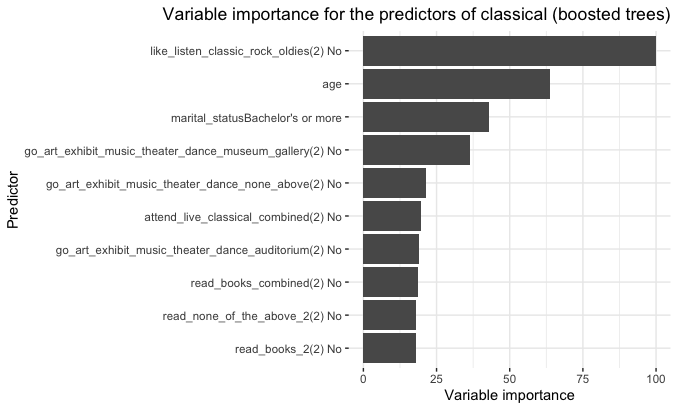 Variable importance for the predictors of classical (boosted trees)
like_listen_classic_rock_oldies(2) No
age
marital_statusBachelor's or more
go_art_exhibit_music_theater_dance_museum_gallery(2) No
go_art_exhibit_music_theater_dance_none_above(2) No
attend_live_classical_combined(2) No
go_art_exhibit_music_theater_dance_auditorium(2) No
read_books_combined(2) No
read_none_of_the_above_2(2) No
read_books_2(2) No
Predictor
0 25 50 75 100
Variable importance